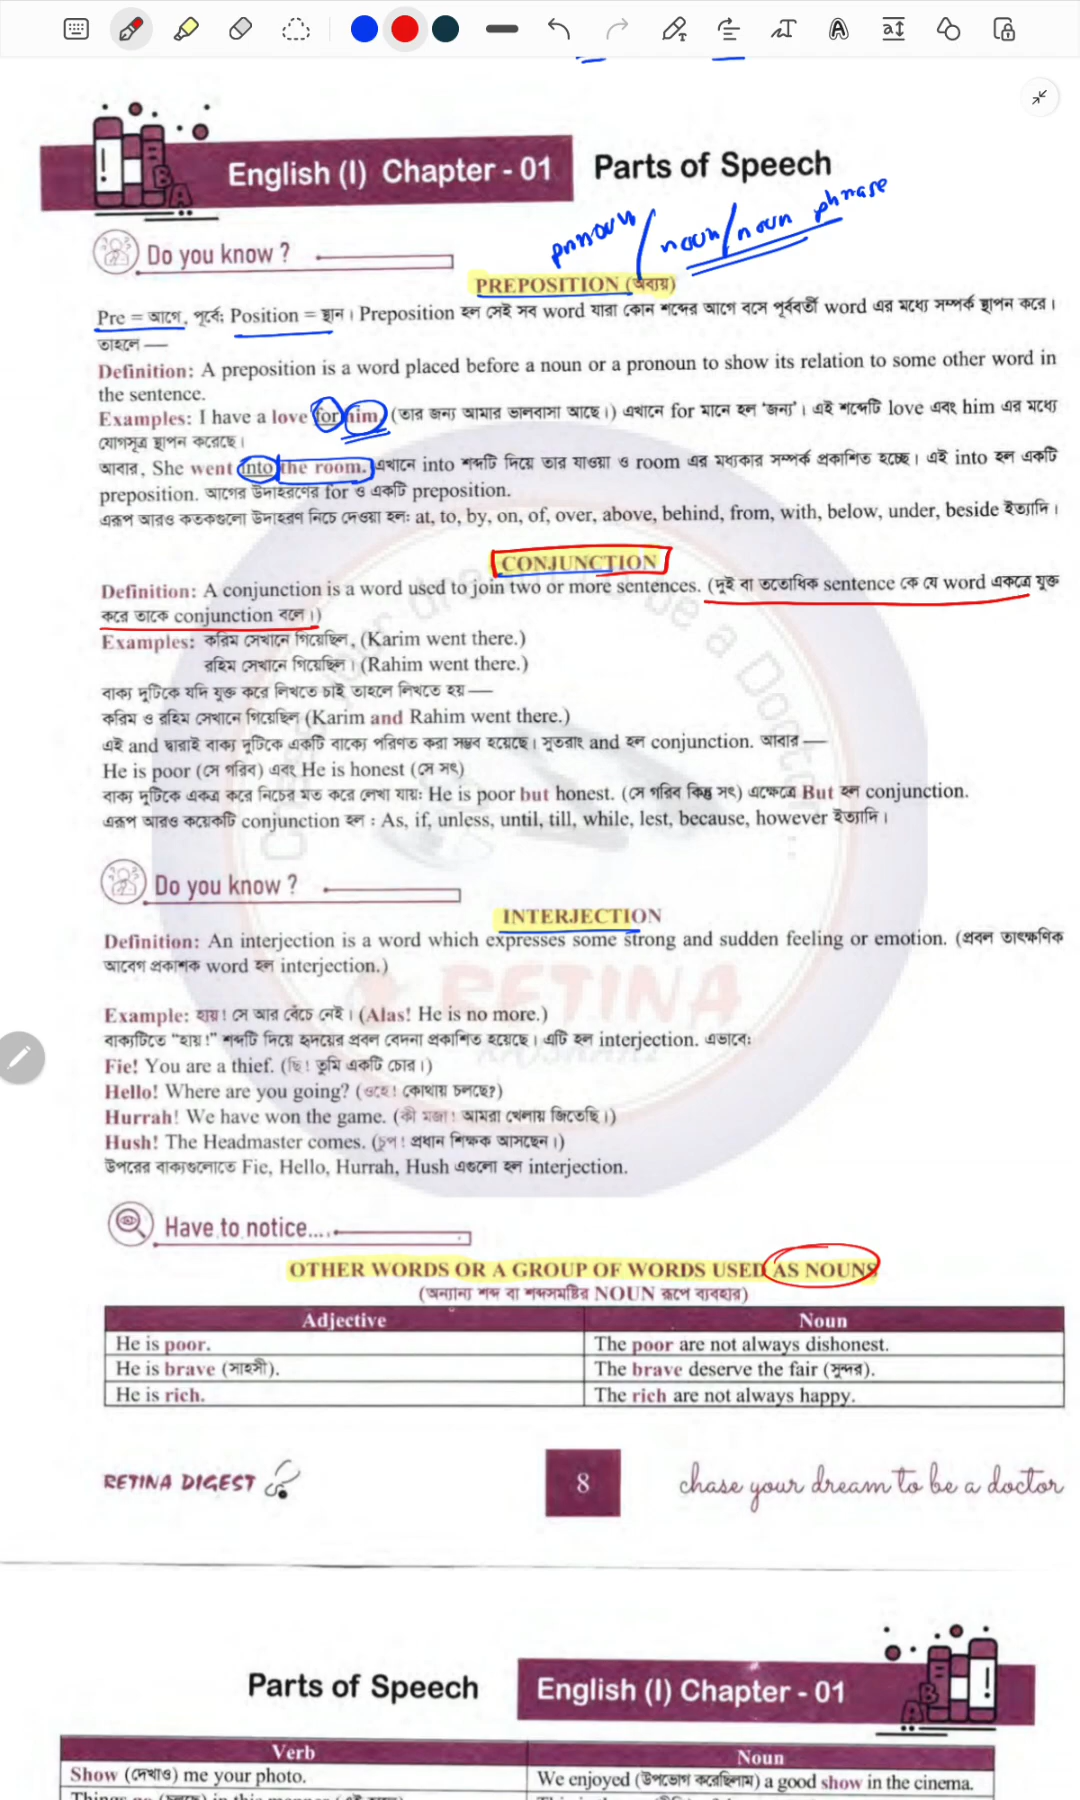 English (I) Chapter - 01 Parts of Speech
pronoun / noun / noun phrase
Do you know ?
PREPOSITION (অব্যয়)
Pre = আগে, পূর্বে; Position = স্থান। Preposition হল সেই সব word যারা কোন শব্দের আগে বসে পূর্ববর্তী word এর মধ্যে সম্পর্ক স্থাপন করে।
তাহলে —
Definition: A preposition is a word placed before a noun or a pronoun to show its relation to some other word in
the sentence.
Examples: I have a love for him. (তার জন্য আমার ভালবাসা আছে।) এখানে for মানে হল ‘জন্য’। এই শব্দটি love এবং him এর মধ্যে
যোগসূত্র স্থাপন করেছে।
আবার, She went into the room. এখানে into শব্দটি দিয়ে তার যাওয়া ও room এর মধ্যকার সম্পর্ক প্রকাশিত হচ্ছে। এই into হল একটি
preposition. আগের উদাহরণের for ও একটি preposition.
এরূপ আরও কতকগুলো উদাহরণ নিচে দেওয়া হল: at, to, by, on, of, over, above, behind, from, with, below, under, beside ইত্যাদি।
CONJUNCTION
Definition: A conjunction is a word used to join two or more sentences. (দুই বা ততোধিক sentence কে যে word একত্রে যুক্ত
করে তাকে conjunction বলে।)
Examples: করিম সেখানে গিয়েছিল, (Karim went there.)
রহিম সেখানে গিয়েছিল। (Rahim went there.)
বাক্য দুটিকে যদি যুক্ত করে লিখতে চাই তাহলে লিখতে হয় —
করিম ও রহিম সেখানে গিয়েছিল (Karim and Rahim went there.)
এই and দ্বারাই বাক্য দুটিকে একটি বাক্যে পরিণত করা সম্ভব হয়েছে। সুতরাং and হল conjunction. আবার —
He is poor (সে গরিব) এবং He is honest (সে সৎ)
বাক্য দুটিকে একত্র করে নিচের মত করে লেখা যায়: He is poor but honest. (সে গরিব কিন্তু সৎ) এক্ষেত্রে But হল conjunction.
এরূপ আরও কয়েকটি conjunction হল : As, if, unless, until, till, while, lest, because, however ইত্যাদি।
Do you know ?
INTERJECTION
Definition: An interjection is a word which expresses some strong and sudden feeling or emotion. (প্রবল তাৎক্ষণিক
আবেগ প্রকাশক word হল interjection.)
Example: হায়! সে আর বেঁচে নেই। (Alas! He is no more.)
বাক্যটিতে “হায়!” শব্দটি দিয়ে হৃদয়ের প্রবল বেদনা প্রকাশিত হয়েছে। এটি হল interjection. এভাবে:
Fie! You are a thief. (ছি! তুমি একটি চোর।)
Hello! Where are you going? (ওহে! কোথায় চলছে?)
Hurrah! We have won the game. (কী মজা! আমরা খেলায় জিতেছি।)
Hush! The Headmaster comes. (চুপ! প্রধান শিক্ষক আসছেন।)
উপরের বাক্যগুলোতে Fie, Hello, Hurrah, Hush এগুলো হল interjection.
Have to notice....
OTHER WORDS OR A GROUP OF WORDS USED AS NOUNS
(অন্যান্য শব্দ বা শব্দসমষ্টির NOUN রূপে ব্যবহার)
Adjective Noun
He is poor. The poor are not always dishonest.
He is brave (সাহসী). The brave deserve the fair (সুন্দর).
He is rich. The rich are not always happy.
RETINA DIGEST 8 chase your dream to be a doctor
Parts of Speech English (I) Chapter - 01
Verb Noun
Show (দেখাও) me your photo. We enjoyed (উপভোগ করেছিলাম) a good show in the cinema.